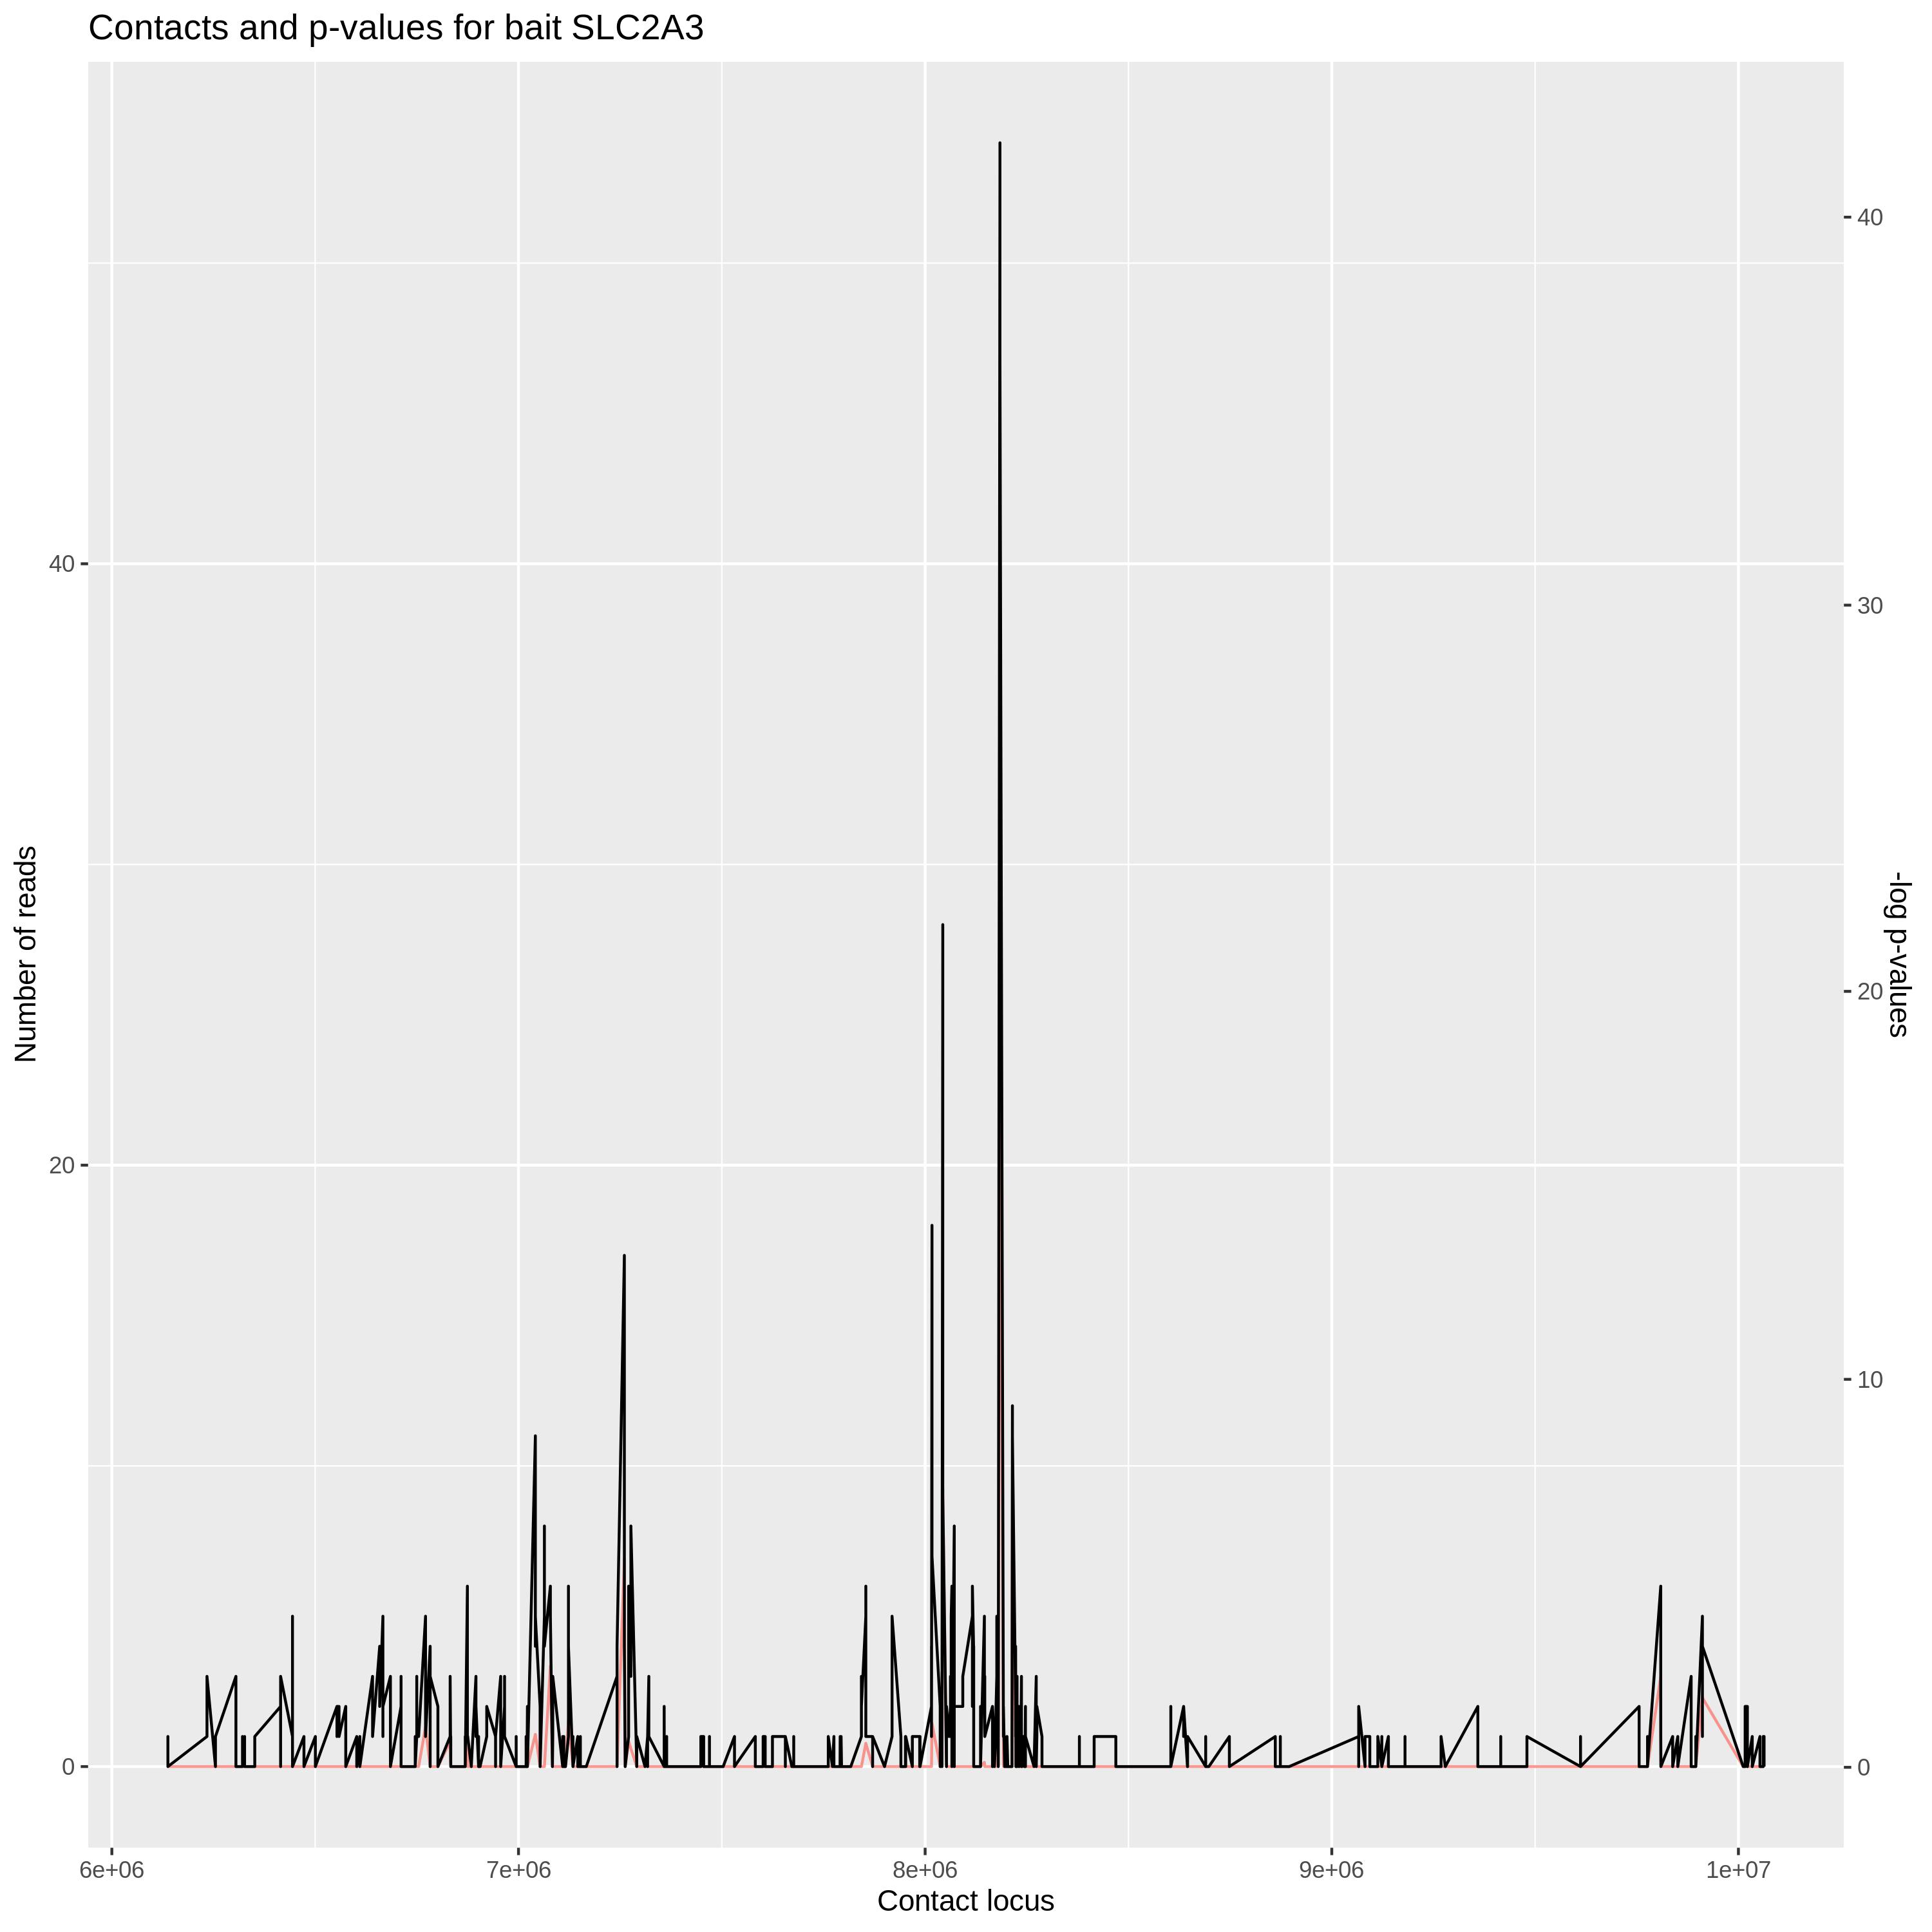 Contacts and p-values for bait SLC2A3
Number of reads
40
20
0
40
30
20
10
0
-log p-values
6e+06 7e+06 8e+06 9e+06 1e+07
Contact locus